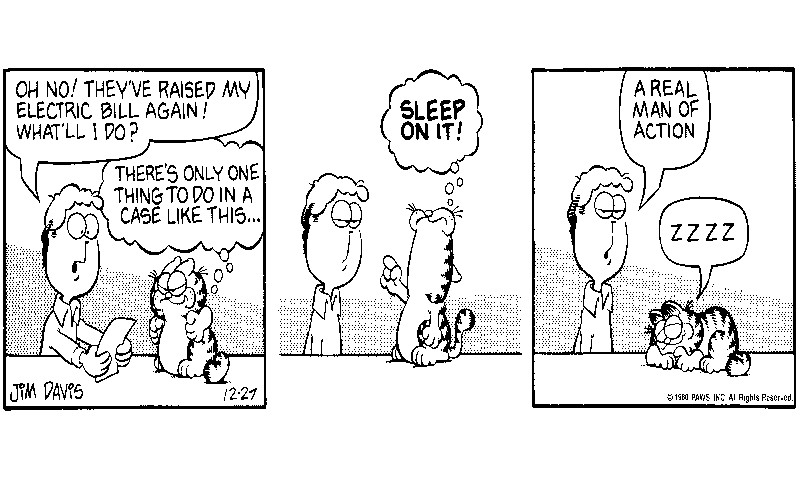 OH NO! THEY'VE RAISED MY
ELECTRIC BILL AGAIN!
WHAT'LL I DO?
THERE'S ONLY ONE
THING TO DO IN A
CASE LIKE THIS...
JIM DAVIS
12-27
SLEEP
ON IT!
A REAL
MAN OF
ACTION
ZZZZ
© 1980 PAWS, INC. All Rights Reserved.